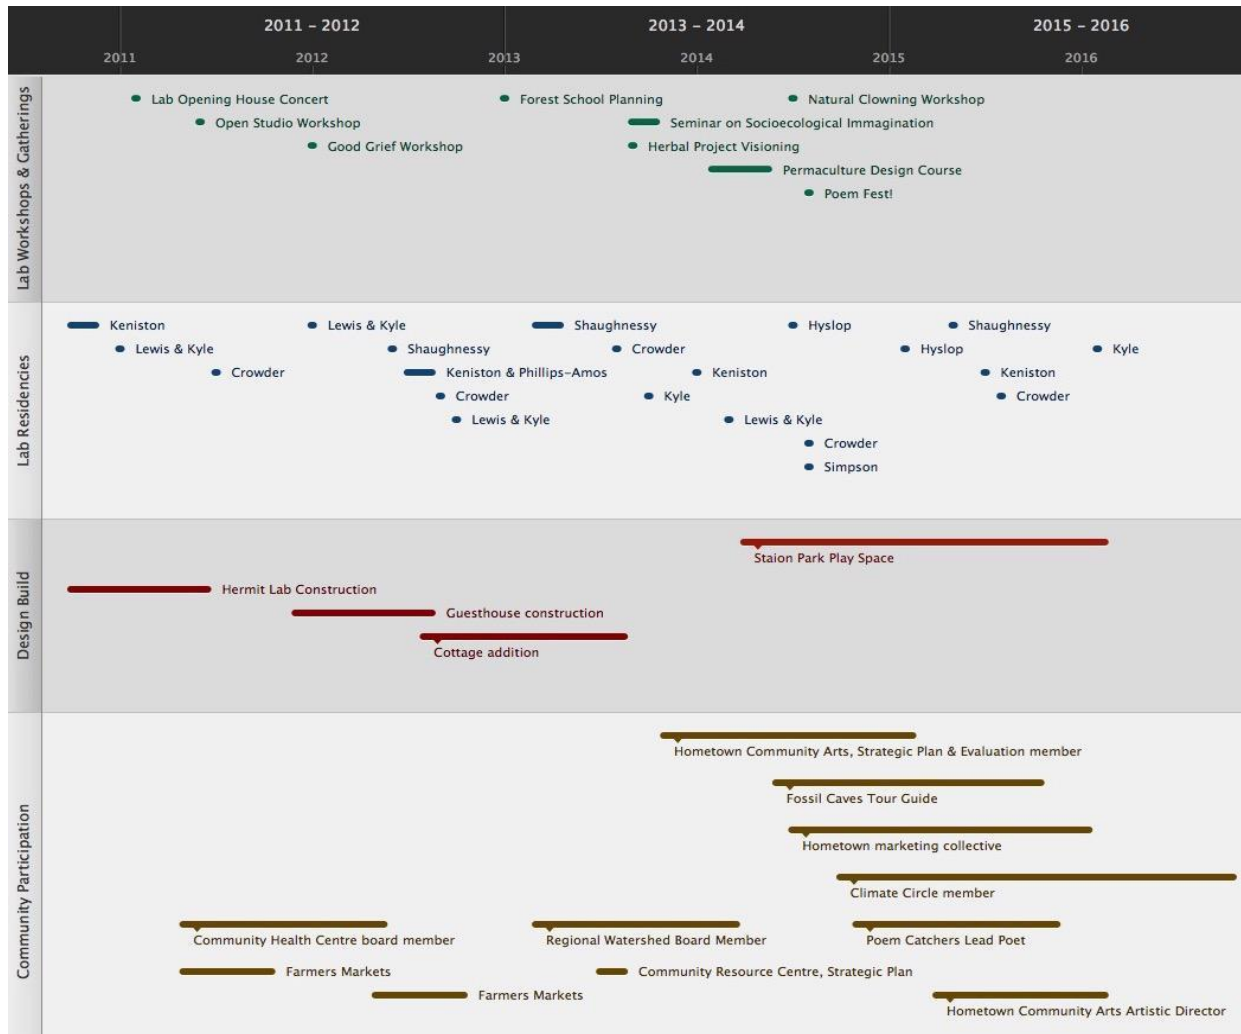 2011 – 2012 2013 – 2014 2015 – 2016
2011 2012 2013 2014 2015 2016
Lab Workshops & Gatherings
Lab Opening House Concert Forest School Planning Natural Clowning Workshop
Open Studio Workshop Seminar on Socioecological Immagination
Good Grief Workshop Herbal Project Visioning
Permaculture Design Course
Poem Fest!
Lab Residencies
Keniston Lewis & Kyle Shaughnessy Hyslop Shaughnessy
Lewis & Kyle Shaughnessy Crowder Hyslop Kyle
Crowder Keniston & Phillips-Amos Keniston Keniston
Crowder Kyle Crowder
Lewis & Kyle Lewis & Kyle
Crowder
Simpson
Design Build
Staion Park Play Space
Hermit Lab Construction
Guesthouse construction
Cottage addition
Community Participation
Hometown Community Arts, Strategic Plan & Evaluation member
Fossil Caves Tour Guide
Hometown marketing collective
Climate Circle member
Community Health Centre board member Regional Watershed Board Member Poem Catchers Lead Poet
Farmers Markets Community Resource Centre, Strategic Plan
Farmers Markets
Hometown Community Arts Artistic Director